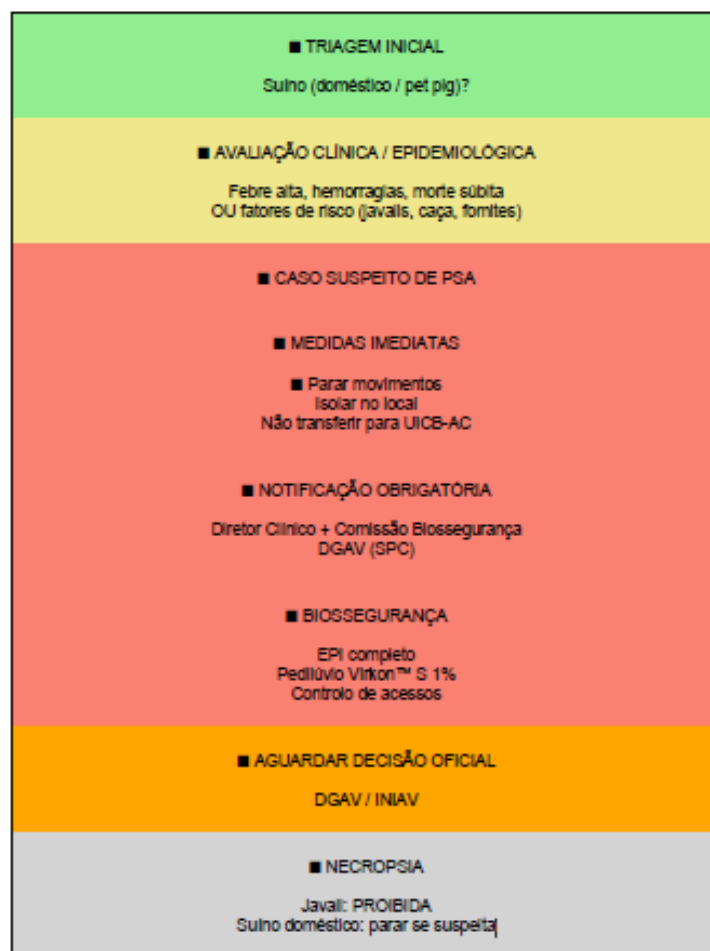 ■ TRIAGEM INICIAL
Suíno (doméstico / pet pig)?
■ AVALIAÇÃO CLÍNICA / EPIDEMIOLÓGICA
Febre alta, hemorragias, morte súbita
OU fatores de risco (javalis, caça, fomites)
■ CASO SUSPEITO DE PSA
■ MEDIDAS IMEDIATAS
■ Parar movimentos
Isolar no local
Não transferir para UICB-AC
■ NOTIFICAÇÃO OBRIGATÓRIA
Diretor Clínico + Comissão Biossegurança
DGAV (SPC)
■ BIOSSEGURANÇA
EPI completo
Pedilúvio Virkon™ S 1%
Controlo de acessos
■ AGUARDAR DECISÃO OFICIAL
DGAV / INIAV
■ NECROPSIA
Javali: PROIBIDA
Suíno doméstico: parar se suspeita